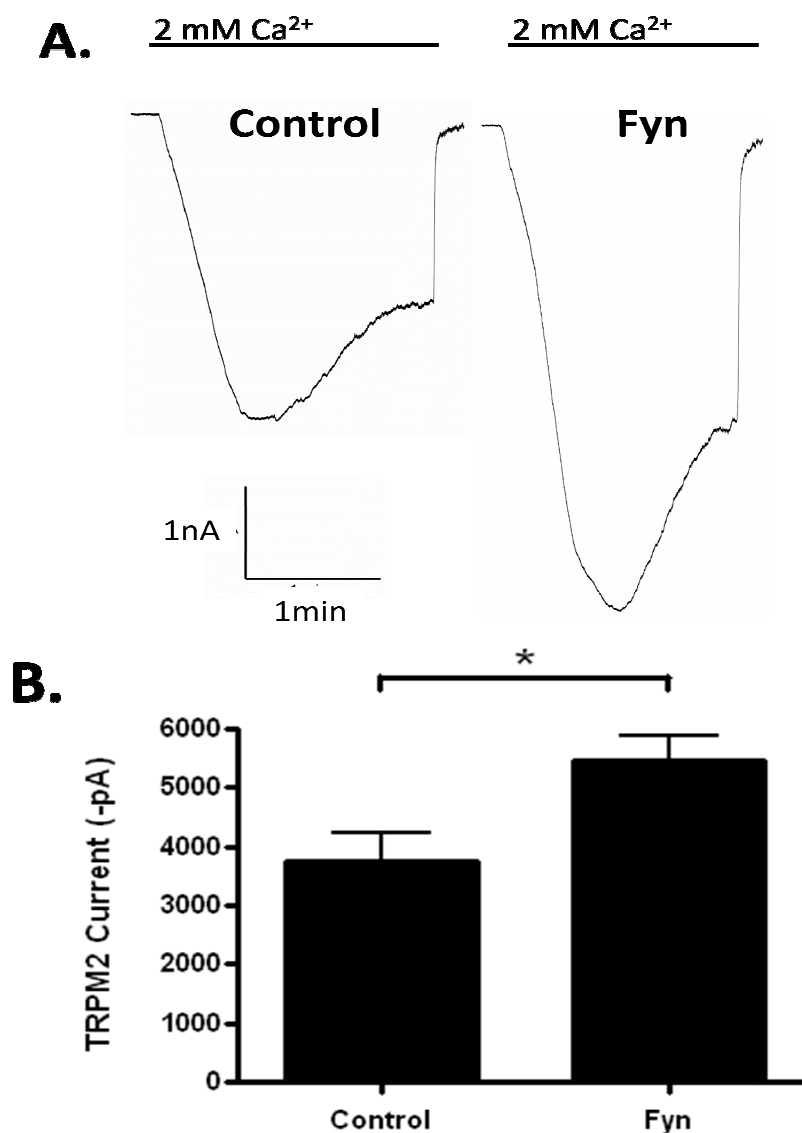 A.
2 mM Ca²⁺ 2 mM Ca²⁺
Control Fyn
1nA
1min
B.
*
6000
5000
4000
3000
2000
1000
0
TRPM2 Current (-pA)
Control Fyn